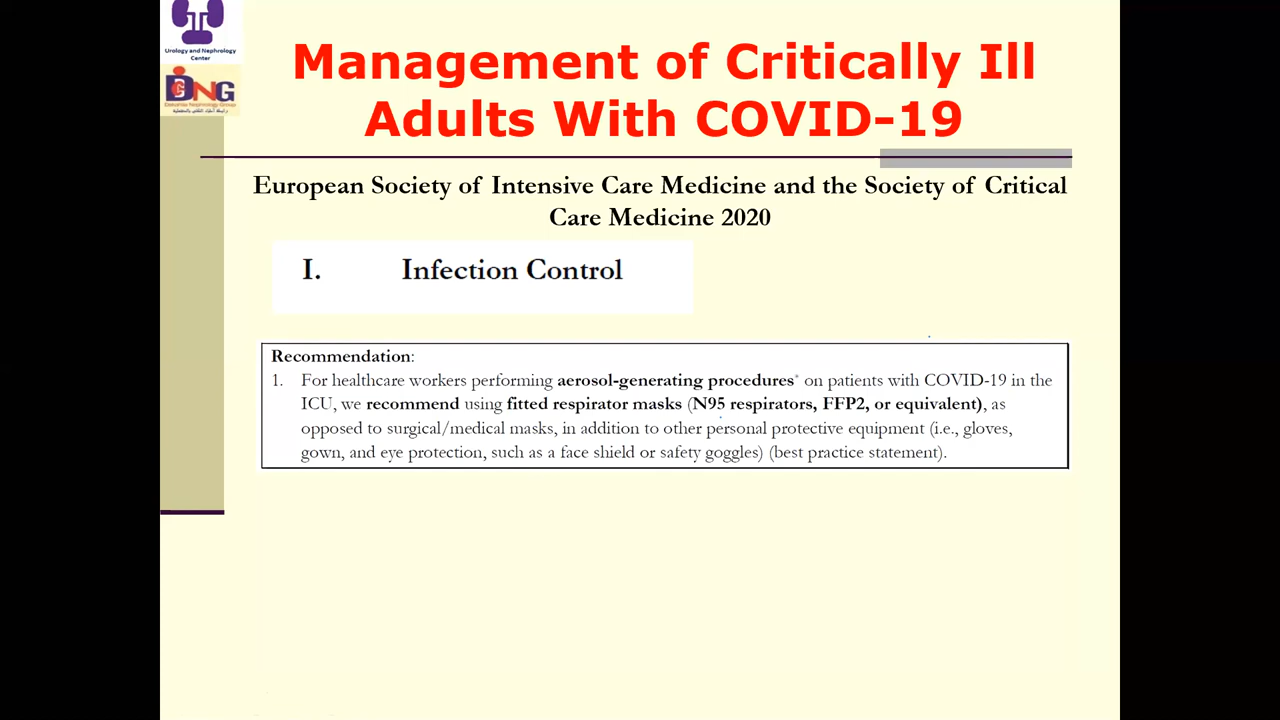 Urology and Nephrology
Center
DNG
Management of Critically Ill
Adults With COVID-19
European Society of Intensive Care Medicine and the Society of Critical
Care Medicine 2020
I. Infection Control
Recommendation:
1. For healthcare workers performing aerosol-generating procedures* on patients with COVID-19 in the
ICU, we recommend using fitted respirator masks (N95 respirators, FFP2, or equivalent), as
opposed to surgical/medical masks, in addition to other personal protective equipment (i.e., gloves,
gown, and eye protection, such as a face shield or safety goggles) (best practice statement).